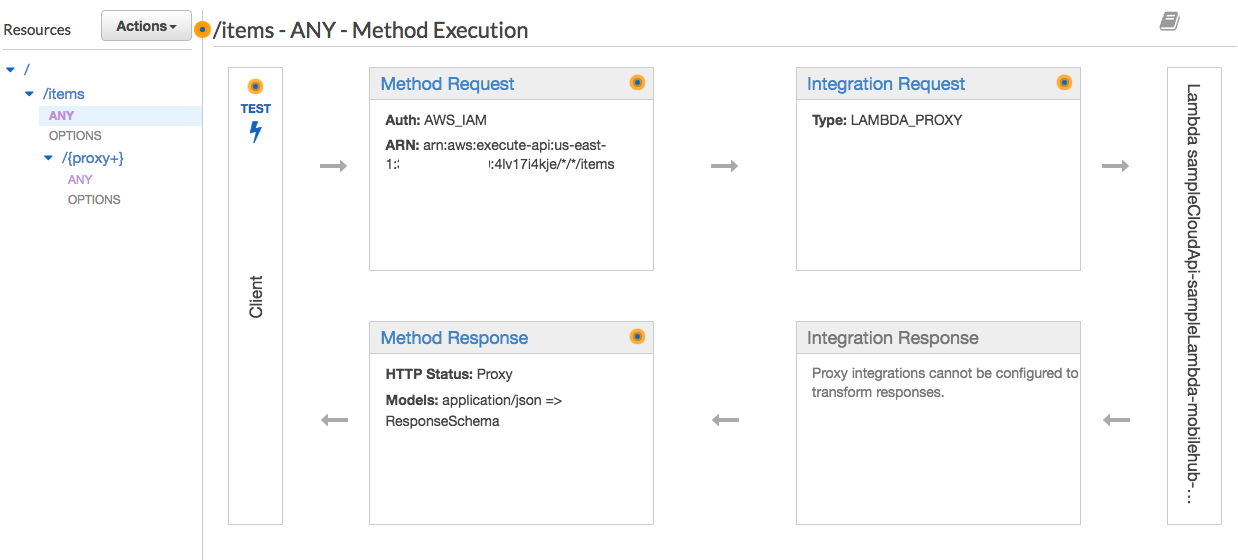 Resources
Actions
/items - ANY - Method Execution
/
/items
ANY
OPTIONS
/{proxy+}
ANY
OPTIONS
TEST
Client
Method Request
Auth: AWS_IAM
ARN: arn:aws:execute-api:us-east-
1: :4lv17i4kje/*/*/items
Integration Request
Type: LAMBDA_PROXY
Lambda sampleCloudApi-sampleLambda-mobilehub-...
Method Response
HTTP Status: Proxy
Models: application/json =>
ResponseSchema
Integration Response
Proxy integrations cannot be configured to
transform responses.